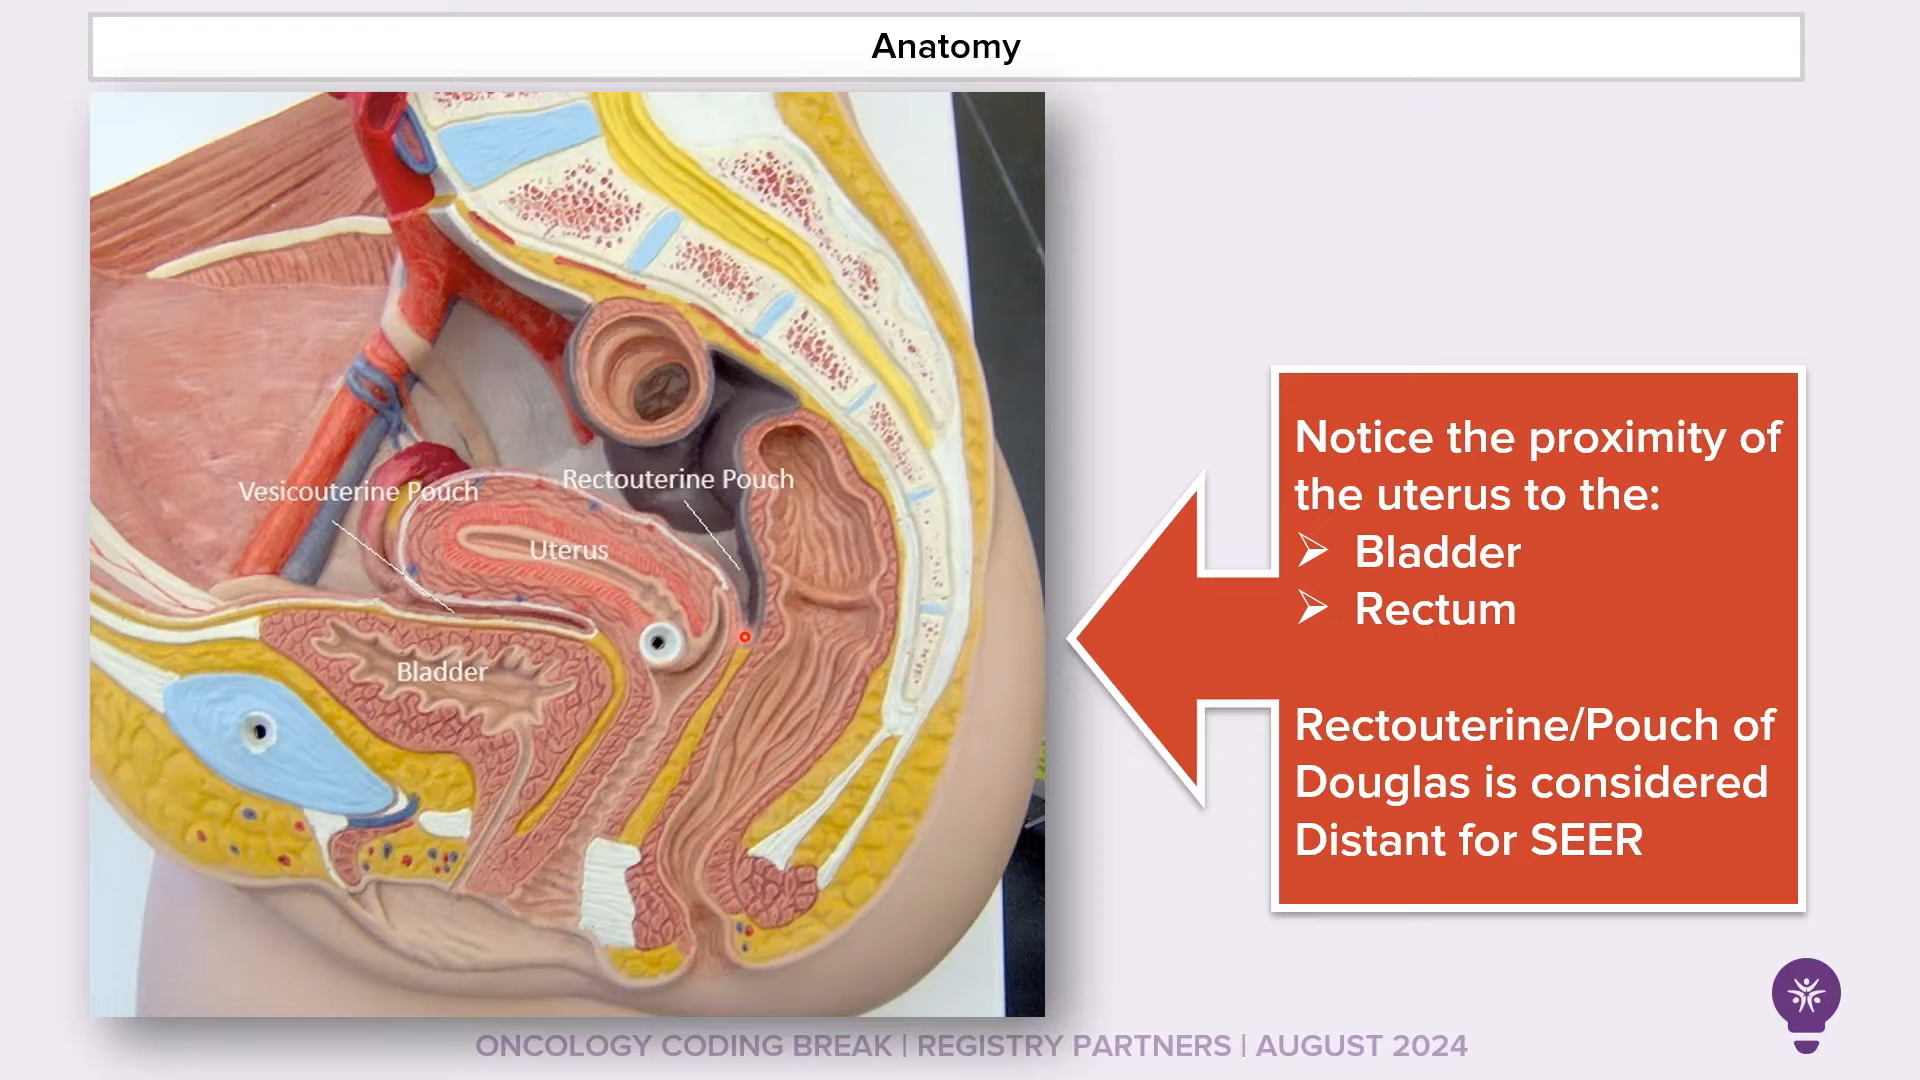 Anatomy
Vesicouterine Pouch
Rectouterine Pouch
Uterus
Bladder
Notice the proximity of
the uterus to the:
➢ Bladder
➢ Rectum
Rectouterine/Pouch of
Douglas is considered
Distant for SEER
ONCOLOGY CODING BREAK | REGISTRY PARTNERS | AUGUST 2024